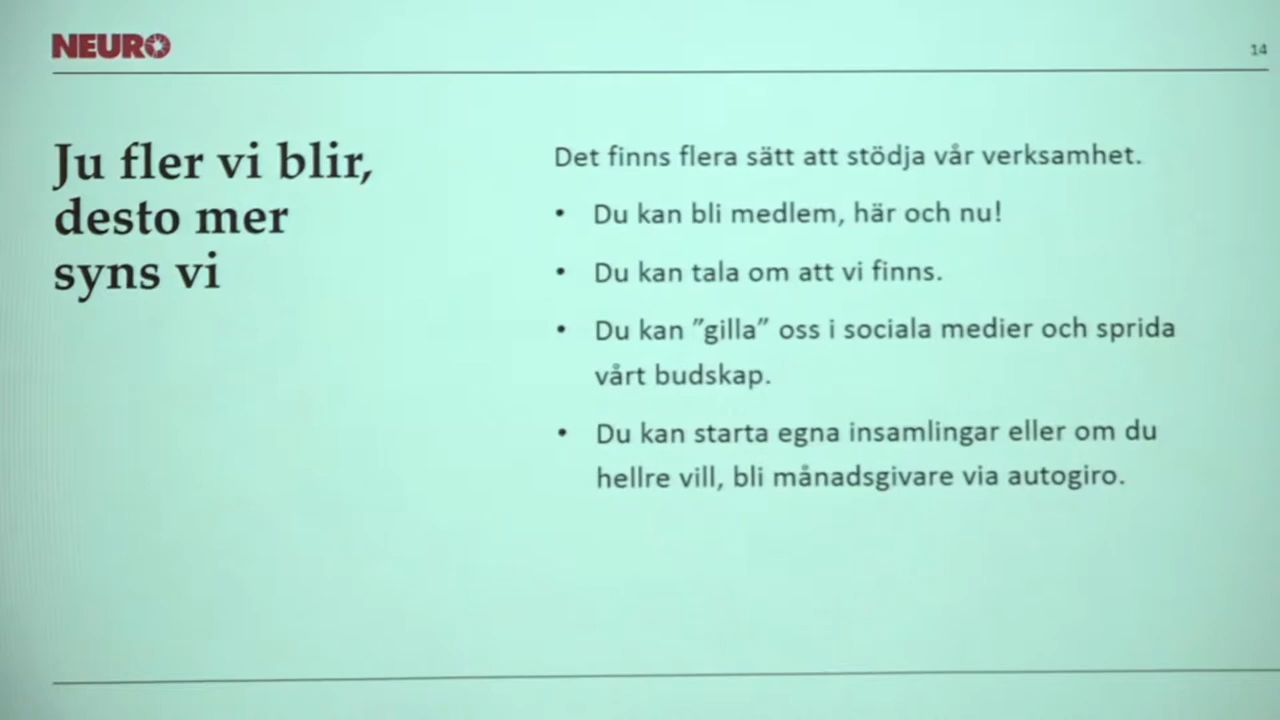 NEURO
14
Ju fler vi blir,
desto mer
syns vi
Det finns flera sätt att stödja vår verksamhet.
• Du kan bli medlem, här och nu!
• Du kan tala om att vi finns.
• Du kan ”gilla” oss i sociala medier och sprida
vårt budskap.
• Du kan starta egna insamlingar eller om du
hellre vill, bli månadsgivare via autogiro.